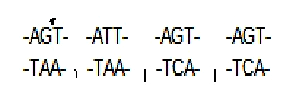 -AGT- -ATT- -AGT- -AGT-
-TAA- , -TAA- , -TCA- , -TCA-